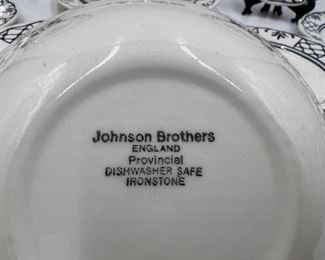 Johnson Brothers
ENGLAND
Provincial
DISHWASHER SAFE
IRONSTONE